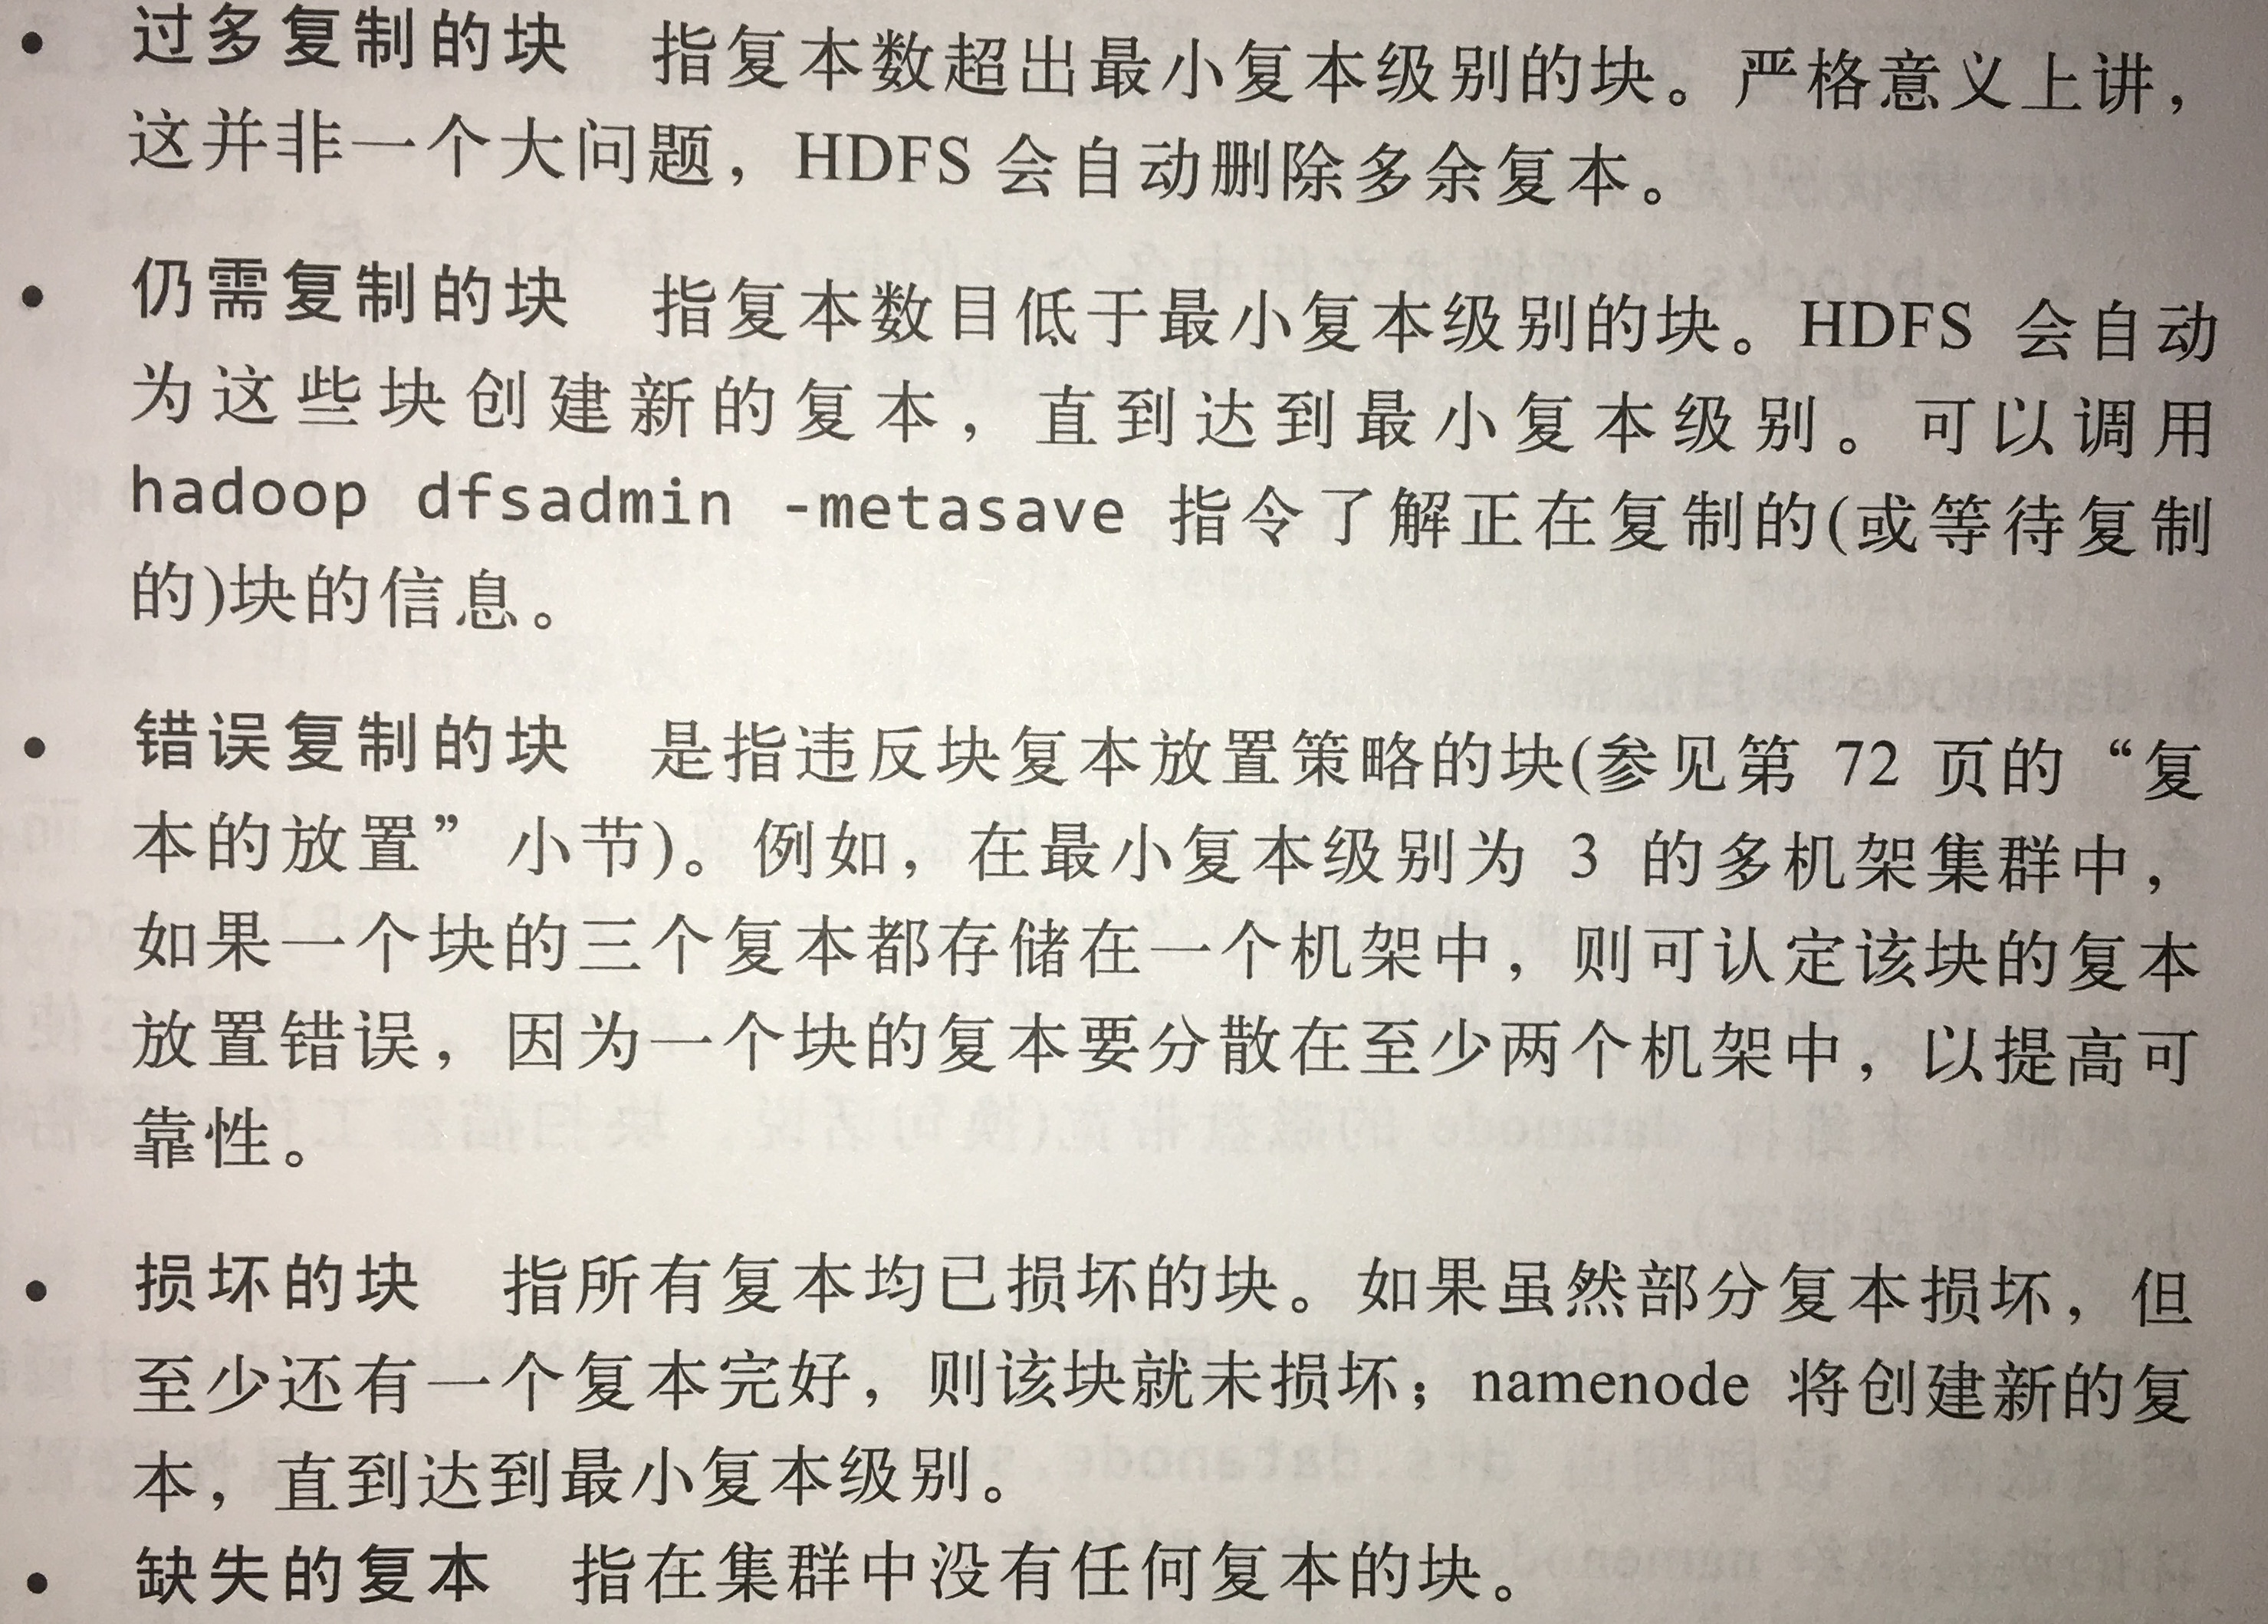 • 过多复制的块 指复本数超出最小复本级别的块。严格意义上讲，
这并非一个大问题，HDFS 会自动删除多余复本。
• 仍需复制的块 指复本数目低于最小复本级别的块。HDFS 会自动
为这些块创建新的复本，直到达到最小复本级别。可以调用
hadoop dfsadmin -metasave 指令了解正在复制的(或等待复制
的)块的信息。
• 错误复制的块 是指违反块复本放置策略的块(参见第 72 页的“复
本的放置”小节)。例如，在最小复本级别为 3 的多机架集群中，
如果一个块的三个复本都存储在一个机架中，则可认定该块的复本
放置错误，因为一个块的复本要分散在至少两个机架中，以提高可
靠性。
• 损坏的块 指所有复本均已损坏的块。如果虽然部分复本损坏，但
至少还有一个复本完好，则该块就未损坏；namenode 将创建新的复
本，直到达到最小复本级别。
• 缺失的复本 指在集群中没有任何复本的块。